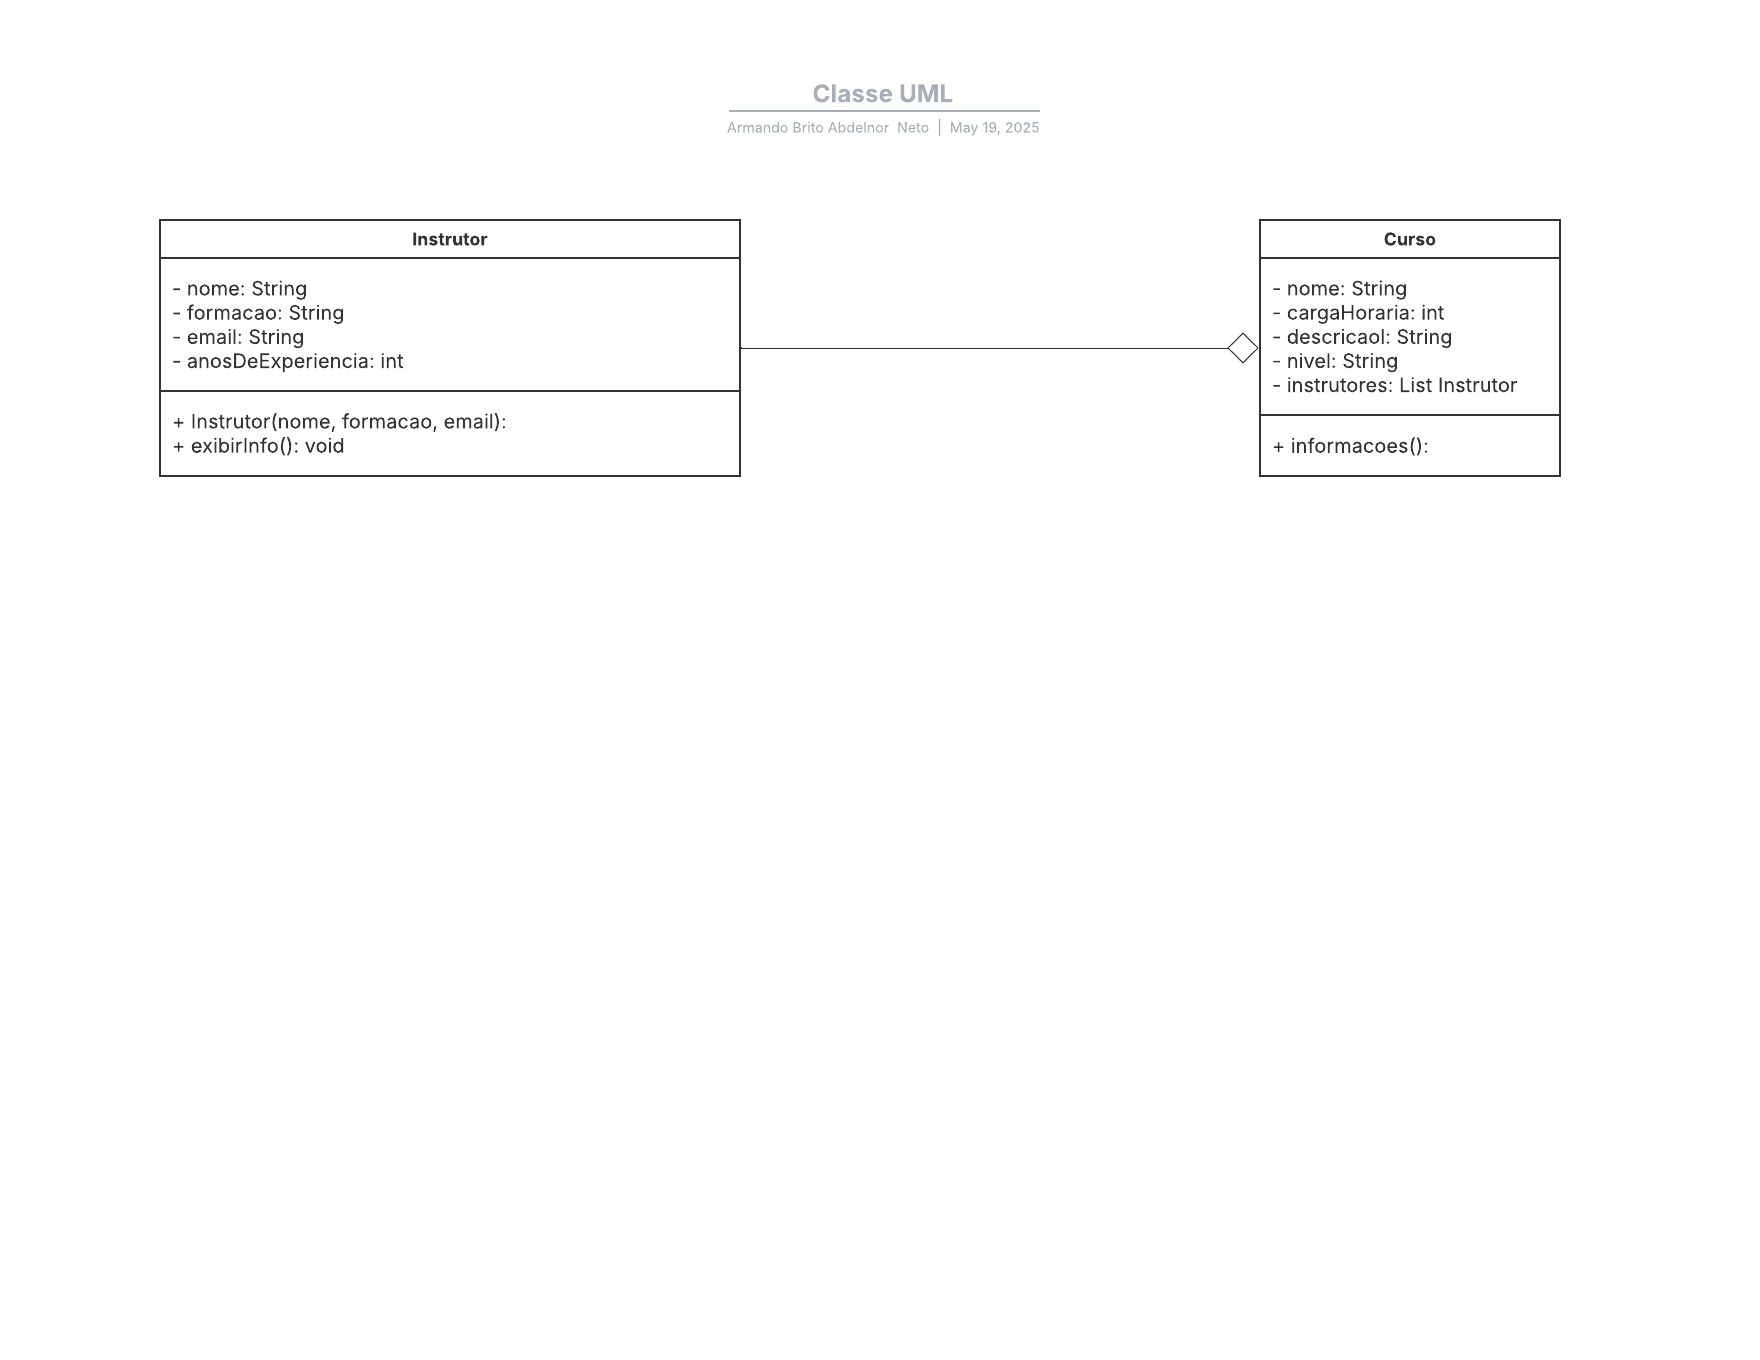 Classe UML
Armando Brito Abdelnor Neto | May 19, 2025
Instrutor
- nome: String
- formacao: String
- email: String
- anosDeExperiencia: int
+ Instrutor(nome, formacao, email):
+ exibirInfo(): void
Curso
- nome: String
- cargaHoraria: int
- descricaol: String
- nivel: String
- instrutores: List Instrutor
+ informacoes():